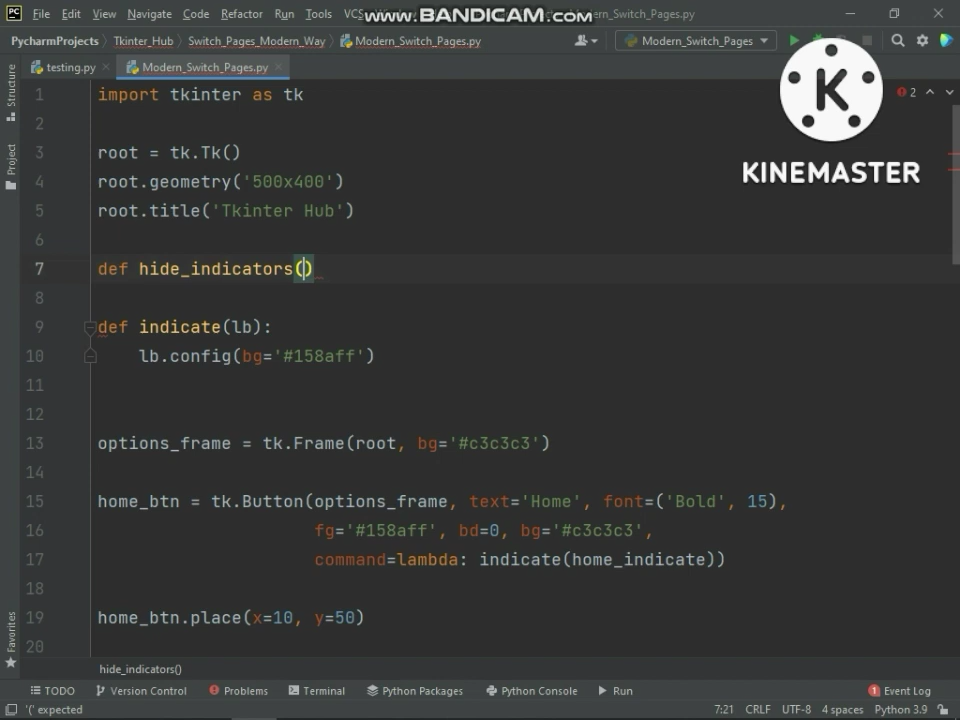 PC File Edit View Navigate Code Refactor Run Tools VCS www.BANDICAM.com _Modern_Switch_Pages.py
PycharmProjects Tkinter_Hub Switch_Pages_Modern_Way Modern_Switch_Pages.py Modern_Switch_Pages
testing.py Modern_Switch_Pages.py
K
KINEMASTER
2
Structure
Project
Favorites
1 import tkinter as tk
2
3 root = tk.Tk()
4 root.geometry('500x400')
5 root.title('Tkinter Hub')
6
7 def hide_indicators()
8
9 def indicate(lb):
10 lb.config(bg='#158aff')
11
12
13 options_frame = tk.Frame(root, bg='#c3c3c3')
14
15 home_btn = tk.Button(options_frame, text='Home', font=('Bold', 15),
16 fg='#158aff', bd=0, bg='#c3c3c3',
17 command=lambda: indicate(home_indicate))
18
19 home_btn.place(x=10, y=50)
20
hide_indicators()
TODO Version Control Problems Terminal Python Packages Python Console Run 1 Event Log
'(' expected 7:21 CRLF UTF-8 4 spaces Python 3.9